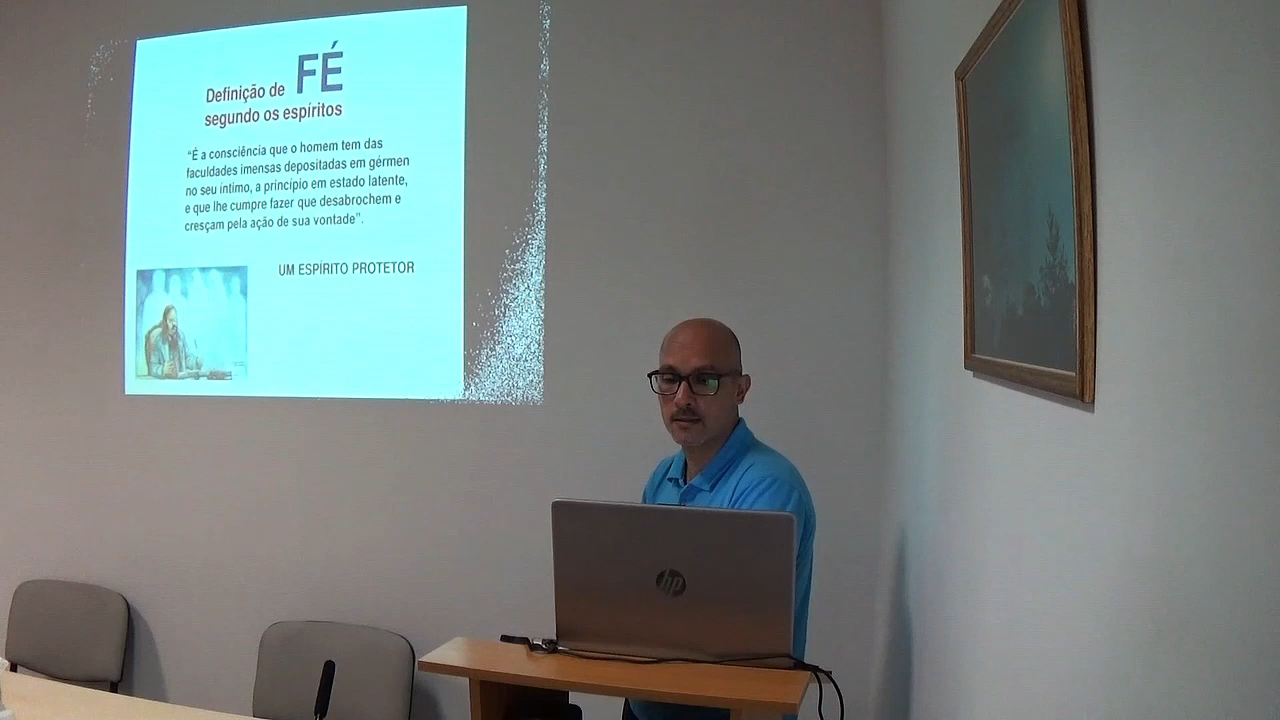 Definição de FÉ
segundo os espíritos
“É a consciência que o homem tem das
faculdades imensas depositadas em gérmen
no seu íntimo, a princípio em estado latente,
e que lhe cumpre fazer que desabrochem e
cresçam pela ação de sua vontade”.
UM ESPÍRITO PROTETOR
hp